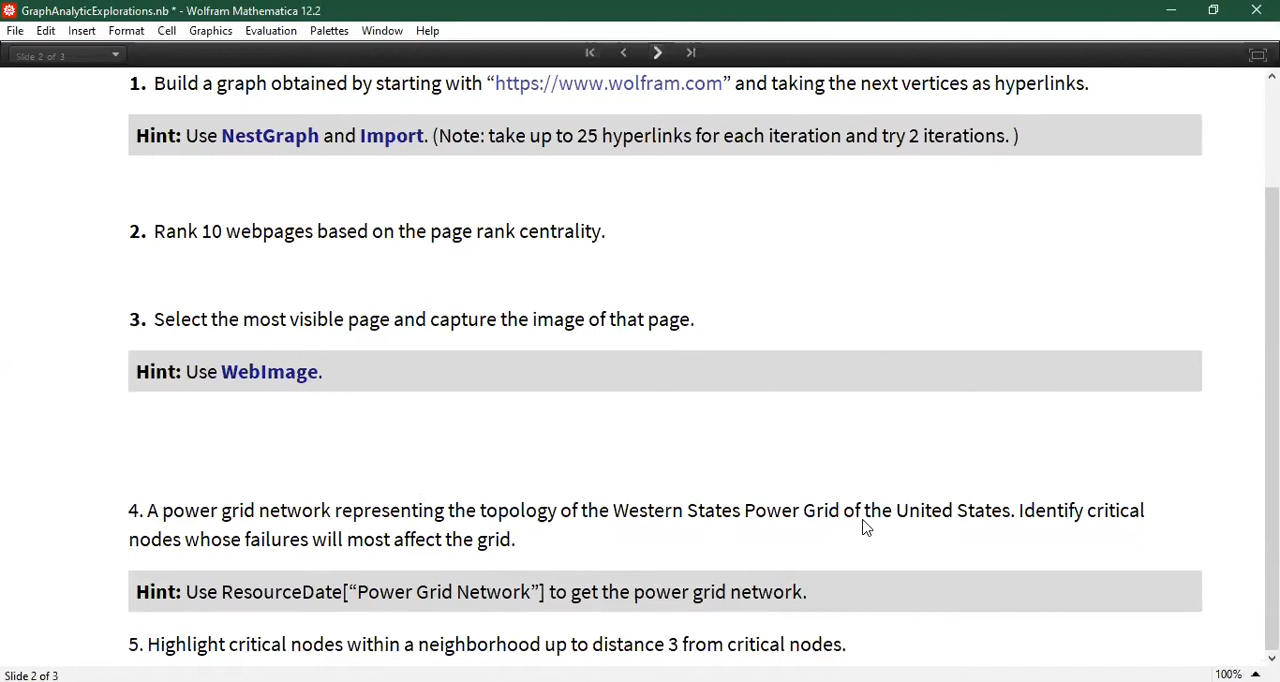 GraphAnalyticExplorations.nb * - Wolfram Mathematica 12.2
File Edit Insert Format Cell Graphics Evaluation Palettes Window Help
Slide 2 of 3
1. Build a graph obtained by starting with “https://www.wolfram.com” and taking the next vertices as hyperlinks.
Hint: Use NestGraph and Import. (Note: take up to 25 hyperlinks for each iteration and try 2 iterations. )
2. Rank 10 webpages based on the page rank centrality.
3. Select the most visible page and capture the image of that page.
Hint: Use WebImage.
4. A power grid network representing the topology of the Western States Power Grid of the United States. Identify critical
nodes whose failures will most affect the grid.
Hint: Use ResourceDate[“Power Grid Network”] to get the power grid network.
5. Highlight critical nodes within a neighborhood up to distance 3 from critical nodes.
Slide 2 of 3 100%